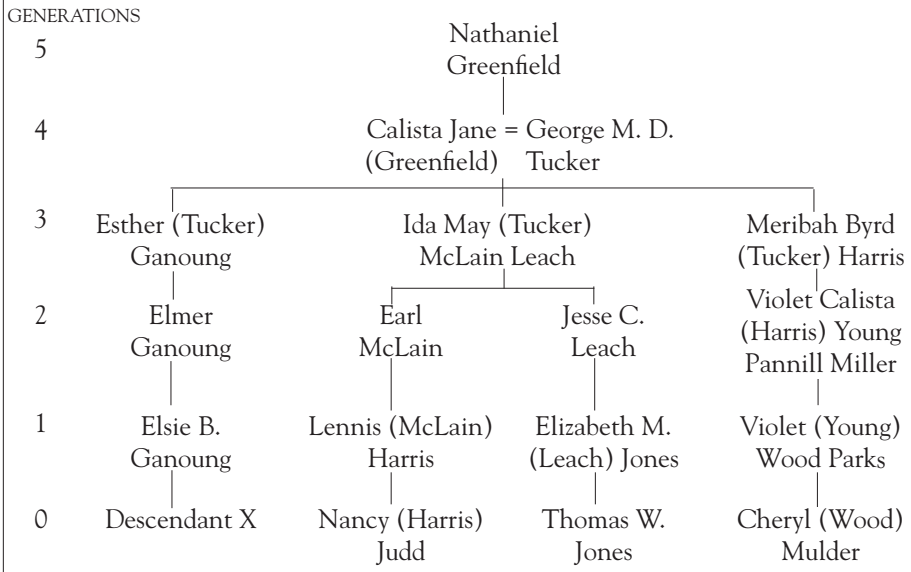 GENERATIONS
5
Nathaniel
Greenfield
4
Calista Jane = George M. D.
(Greenfield) Tucker
3
Esther (Tucker)
Ganoung
Ida May (Tucker)
McLain Leach
Meribah Byrd
(Tucker) Harris
2
Elmer
Ganoung
Earl
McLain
Jesse C.
Leach
Violet Calista
(Harris) Young
Pannill Miller
1
Elsie B.
Ganoung
Lennis (McLain)
Harris
Elizabeth M.
(Leach) Jones
Violet (Young)
Wood Parks
0
Descendant X
Nancy (Harris)
Judd
Thomas W.
Jones
Cheryl (Wood)
Mulder